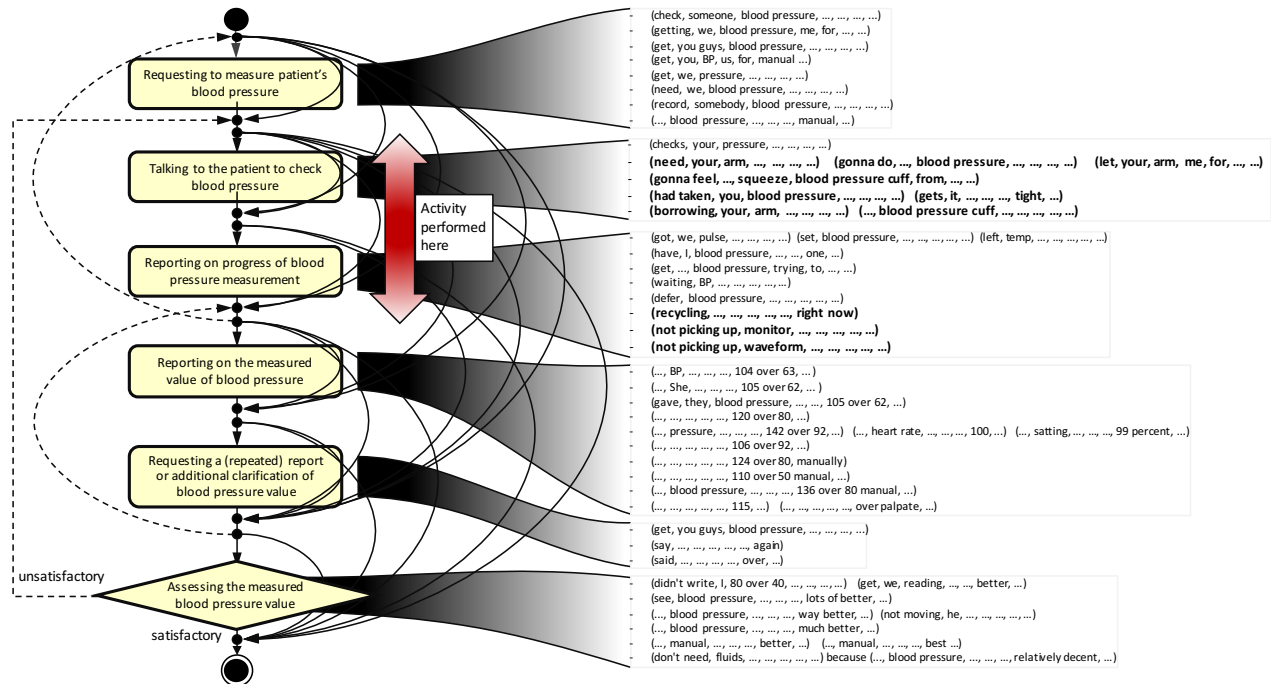 Requesting to measure patient's
blood pressure
- (check, someone, blood pressure, ..., ..., ..., ...)
- (getting, we, blood pressure, me, for, ..., ...)
- (get, you guys, blood pressure, ..., ..., ..., ...)
- (get, you, BP, us, for, manual ...)
- (get, we, pressure, ..., ..., ..., ...)
- (need, we, blood pressure, ..., ..., ..., ...)
- (record, somebody, blood pressure, ..., ..., ..., ...)
- (..., blood pressure, ..., ..., ..., manual, ...)
Talking to the patient to check
blood pressure
- (checks, your, pressure, ..., ..., ..., ...)
- (need, your, arm, ..., ..., ..., ...) (gonna do, ..., blood pressure, ..., ..., ..., ...) (let, your, arm, me, for, ..., ...)
- (gonna feel, ..., squeeze, blood pressure cuff, from, ..., ...)
- (had taken, you, blood pressure, ..., ..., ..., ...) (gets, it, ..., ..., ..., tight, ...)
- (borrowing, your, arm, ..., ..., ..., ...) (..., blood pressure cuff, ..., ..., ..., ..., ...)
Activity
performed
here
Reporting on progress of blood
pressure measurement
- (got, we, pulse, ..., ..., ..., ...) (set, blood pressure, ..., ..., ..., ..., ...) (left, temp, ..., ..., ..., ..., ...)
- (have, I, blood pressure, ..., ..., one, ...)
- (get, ..., blood pressure, trying, to, ..., ...)
- (waiting, BP, ..., ..., ..., ..., ...)
- (defer, blood pressure, ..., ..., ..., ..., ...)
- (recycling, ..., ..., ..., ..., ..., right now)
- (not picking up, monitor, ..., ..., ..., ..., ...)
- (not picking up, waveform, ..., ..., ..., ..., ...)
Reporting on the measured
value of blood pressure
- (..., BP, ..., ..., ..., 104 over 63, ...)
- (..., She, ..., ..., ..., 105 over 62, ...)
- (gave, they, blood pressure, ..., ..., 105 over 62, ...)
- (..., ..., ..., ..., ..., 120 over 80, ...)
- (..., pressure, ..., ..., ..., 142 over 92, ...) (..., heart rate, ..., ..., ..., 100, ...) (..., satting, ..., ..., ..., 99 percent, ...)
- (..., ..., ..., ..., ..., 106 over 92, ...)
- (..., ..., ..., ..., ..., 124 over 80, manually)
- (..., ..., ..., ..., ..., 110 over 50 manual, ...)
- (..., blood pressure, ..., ..., ..., 136 over 80 manual, ...)
- (..., ..., ..., ..., ..., 115, ...) (..., ..., ..., ..., ..., over palpate, ...)
Requesting a (repeated) report
or additional clarification of
blood pressure value
- (get, you guys, blood pressure, ..., ..., ..., ...)
- (say, ..., ..., ..., ..., ..., again)
- (said, ..., ..., ..., ..., over, ...)
unsatisfactory
Assessing the measured
blood pressure value
satisfactory
- (didn't write, I, 80 over 40, ..., ..., ..., ...) (get, we, reading, ..., ..., better, ...)
- (see, blood pressure, ..., ..., ..., lots of better, ...)
- (..., blood pressure, ..., ..., ..., way better, ...) (not moving, he, ..., ..., ..., ..., ...)
- (..., blood pressure, ..., ..., ..., much better, ...)
- (..., manual, ..., ..., ..., better, ...) (.., manual, ..., ..., ..., best ...)
- (don't need, fluids, ..., ..., ..., ..., ...) because (..., blood pressure, ..., ..., ..., relatively decent, ...)